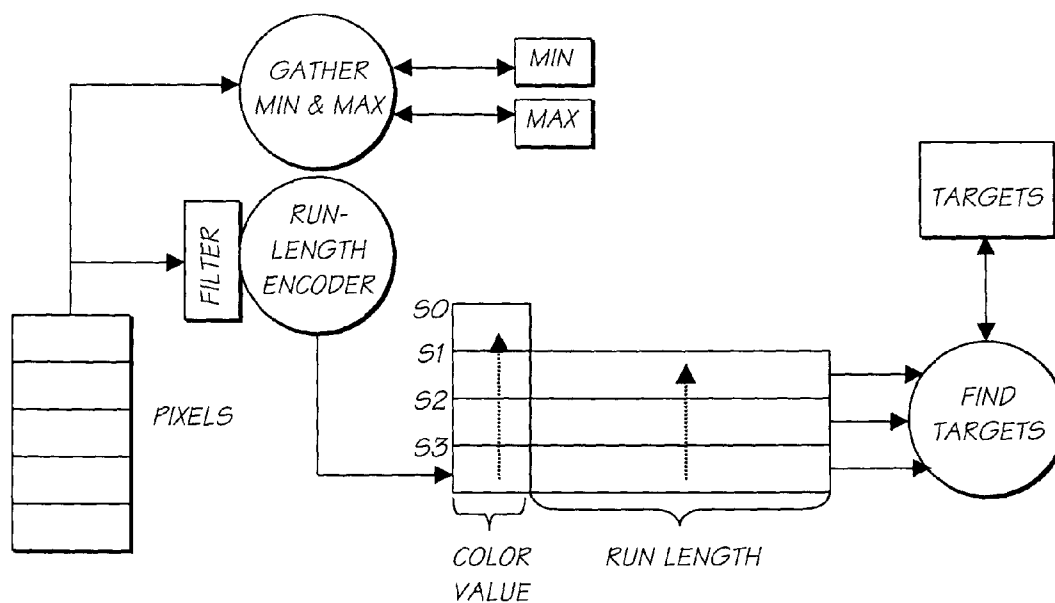 GATHER
MIN & MAX
MIN
MAX
TARGETS
FILTER
RUN-
LENGTH
ENCODER
S0
S1
S2
S3
PIXELS
FIND
TARGETS
COLOR
VALUE
RUN LENGTH